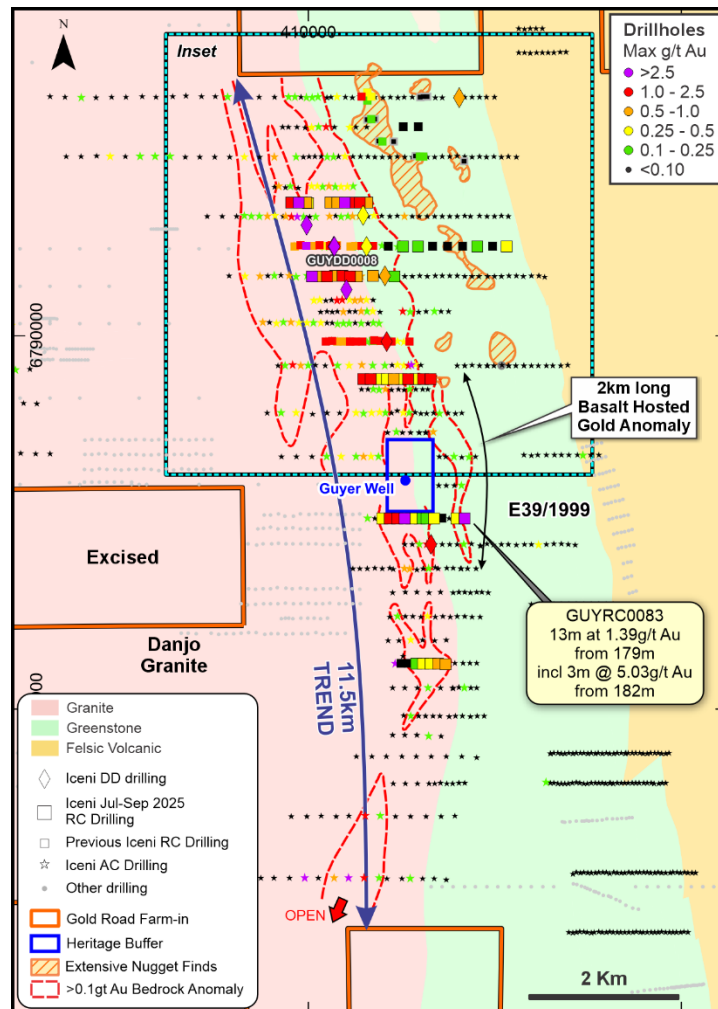 410000
N
Inset
Drillholes
Max g/t Au
>2.5
1.0 - 2.5
0.5 -1.0
0.25 - 0.5
0.1 - 0.25
<0.10
GUYDD0008
6790000
2km long
Basalt Hosted
Gold Anomaly
Guyer Well
E39/1999
Excised
GUYRC0083
13m at 1.39g/t Au
from 179m
incl 3m @ 5.03g/t Au
from 182m
Danjo
Granite
11.5km
TREND
Granite
Greenstone
Felsic Volcanic
Iceni DD drilling
Iceni Jul-Sep 2025
RC Drilling
Previous Iceni RC Drilling
Iceni AC Drilling
Other drilling
Gold Road Farm-in
Heritage Buffer
Extensive Nugget Finds
>0.1gt Au Bedrock Anomaly
OPEN
2 Km